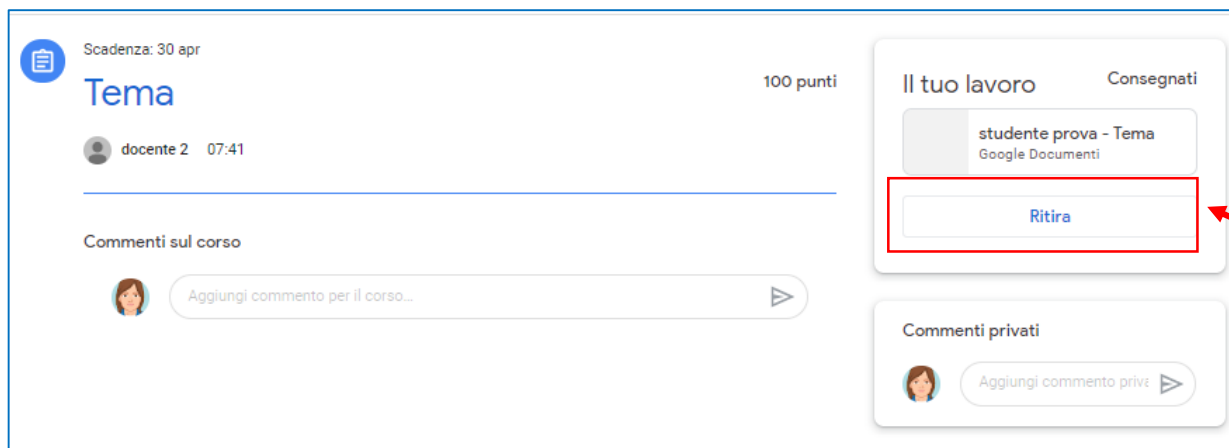 Scadenza: 30 apr
Tema
100 punti
docente 2 07:41
Commenti sul corso
Aggiungi commento per il corso...
Il tuo lavoro
Consegnati
studente prova - Tema
Google Documenti
Ritira
Commenti privati
Aggiungi commento priva